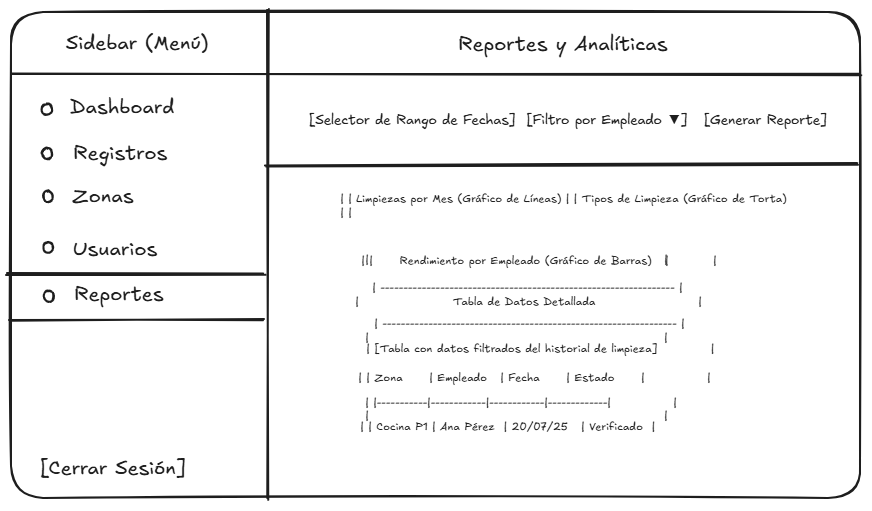 Sidebar (Menú)
Reportes y Analíticas
Dashboard
Registros
Zonas
Usuarios
Reportes
[Cerrar Sesión]
[Selector de Rango de Fechas] [Filtro por Empleado ▼] [Generar Reporte]
| | Limpiezas por Mes (Gráfico de Líneas) | | Tipos de Limpieza (Gráfico de Torta)
| |
||| Rendimiento por Empleado (Gráfico de Barras) | |
| ---------------------------------------------------------------- |
| Tabla de Datos Detallada |
| ---------------------------------------------------------------- |
| |
| [Tabla con datos filtrados del historial de limpieza] |
| | Zona | Empleado | Fecha | Estado | |
| |-----------|------------|------------|-------------| |
| |
| | Cocina P1 | Ana Pérez | 20/07/25 | Verificado |